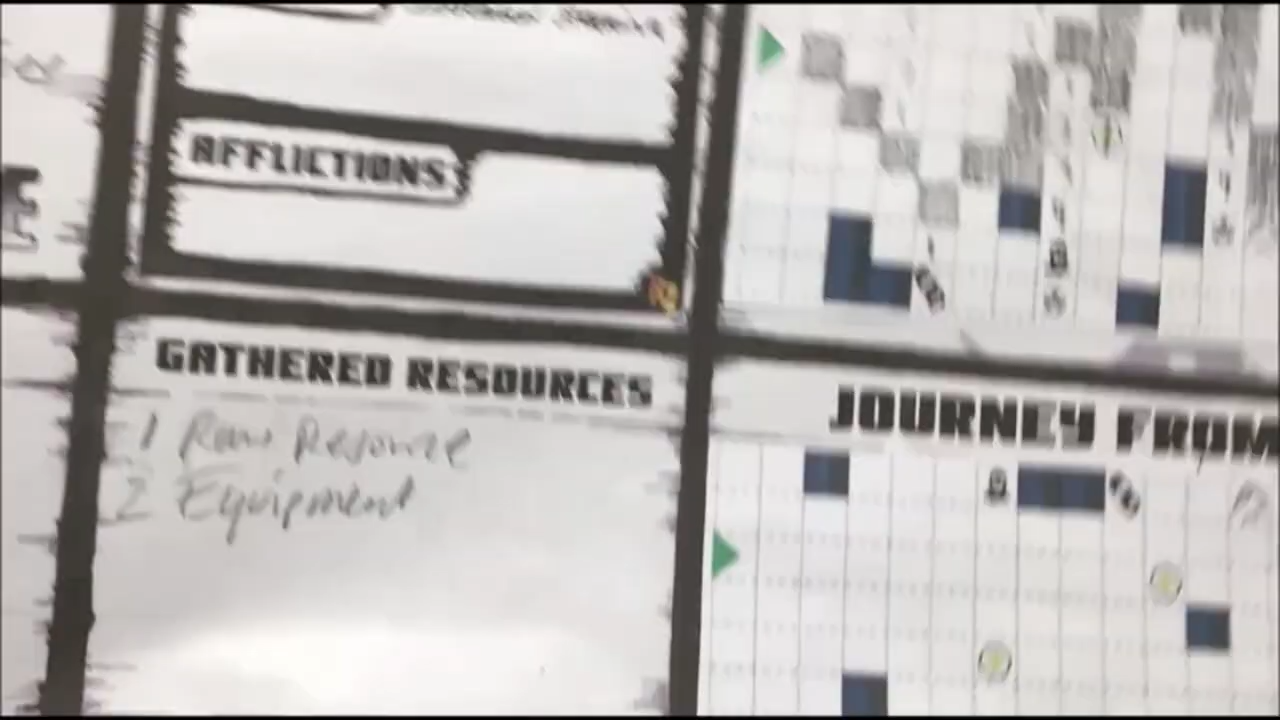 AFFLICTIONS
GATHERED RESOURCES
1 Raw Resource
2 Equipment
JOURNEY FROM